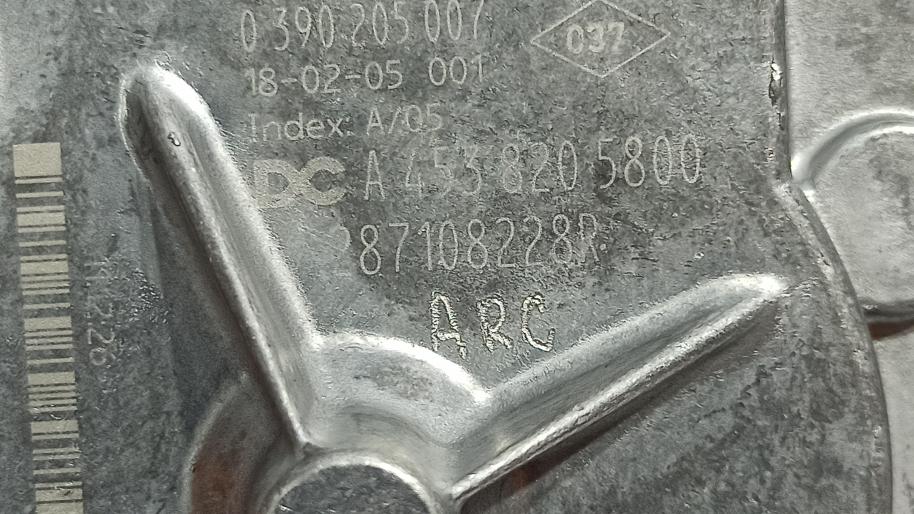 0 390 205 007
037
18-02-05 001
Index: A/05
DC A 453 820 5800
287108228R
ARC